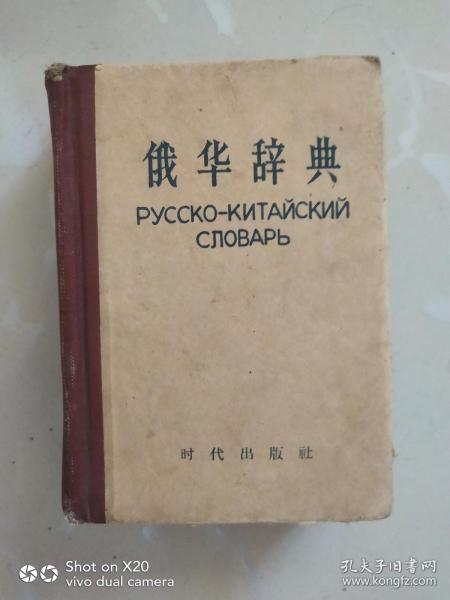 俄华辞典
РУССКО-КИТАЙСКИЙ
СЛОВАРЬ
时代出版社
Shot on X20
vivo dual camera
孔夫子旧书网
www.kongfz.com